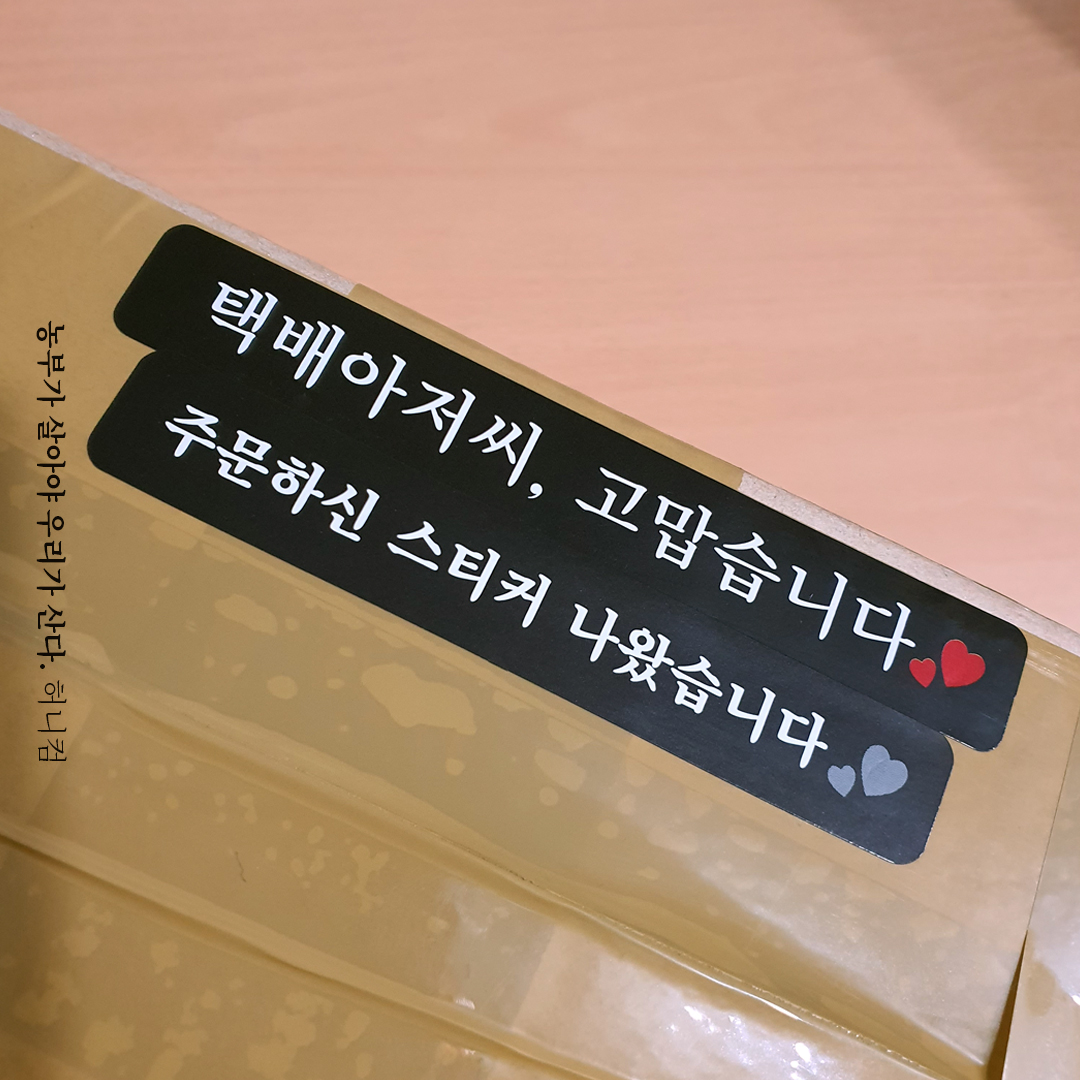 택배아저씨, 고맙습니다
주문하신 스티커 나왔습니다
농부가 살아야 우리가 산다. 허니컴